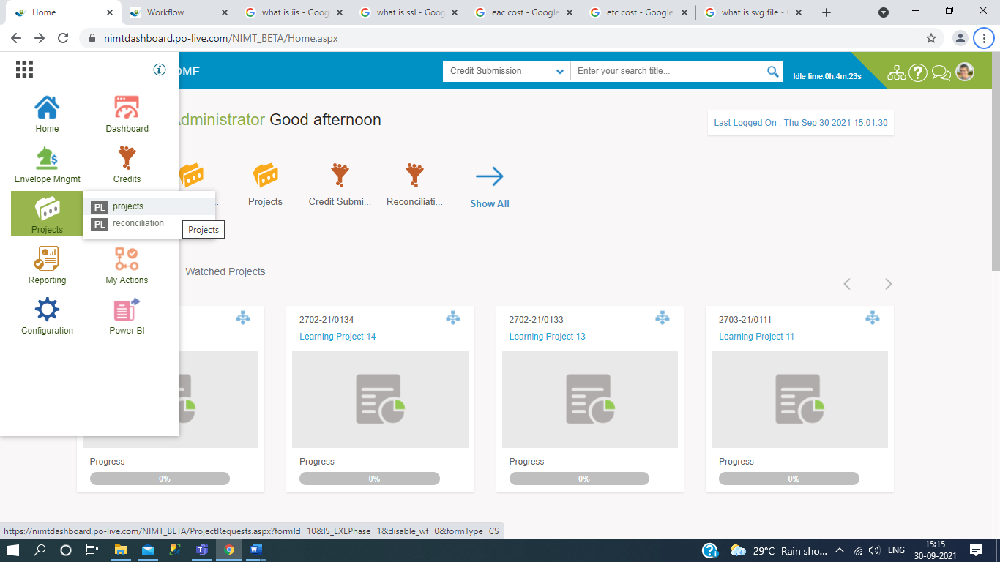 Home
Workflow
what is iis - Goog
what is ssl - Goog
eac cost - Google
etc cost - Google
what is svg file - G
nimtdashboard.po-live.com/NIMT_BETA/Home.aspx
OME
Credit Submission
Enter your search title...
Idle time:0h:4m:23s
Administrator Good afternoon
Last Logged On : Thu Sep 30 2021 15:01:30
Home
Dashboard
Envelope Mngmt
Credits
Projects
PL projects
PL reconciliation
Projects
Reporting
My Actions
Configuration
Power BI
Projects
Credit Submi...
Reconciliati...
Show All
Watched Projects
2702-21/0134
Learning Project 14
2702-21/0133
Learning Project 13
2703-21/0111
Learning Project 11
Progress
0%
Progress
0%
Progress
0%
Progress
0%
https://nimtdashboard.po-live.com/NIMT_BETA/ProjectRequests.aspx?formId=10&IS_EXEPhase=1&disable_wf=0&formType=CS
29°C Rain sho...
ENG
15:15
30-09-2021